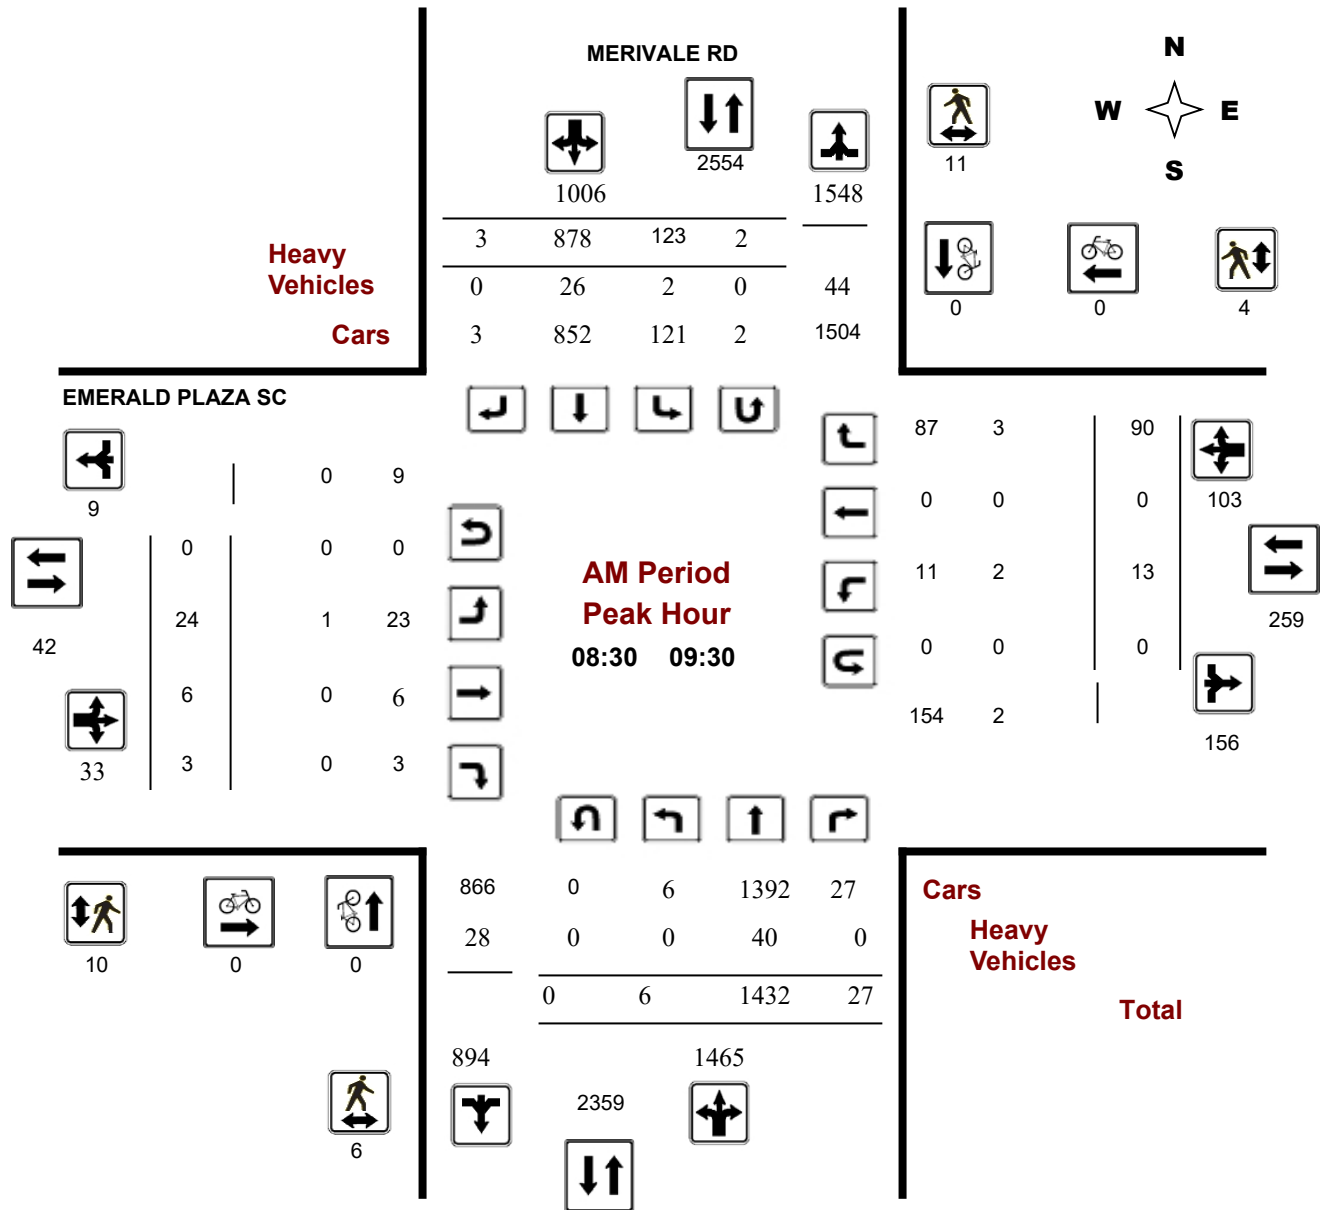 MERIVALE RD
N
W E
S
2554
11
1006 1548
3 878 123 2
Heavy
Vehicles
0 26 2 0 44
0 0 4
Cars
3 852 121 2 1504
EMERALD PLAZA SC
87 3 90
0 9
9
0 0 0 103
0 0 0
AM Period
11 2 13
Peak Hour
24 1 23
259
42
08:30 09:30
0 0 0
6 0 6
154 2
156
33 3 0 3
866 0 6 1392 27
Cars
28 0 0 40 0
Heavy
Vehicles
10 0 0
0 6 1432 27
Total
894 1465
2359
6